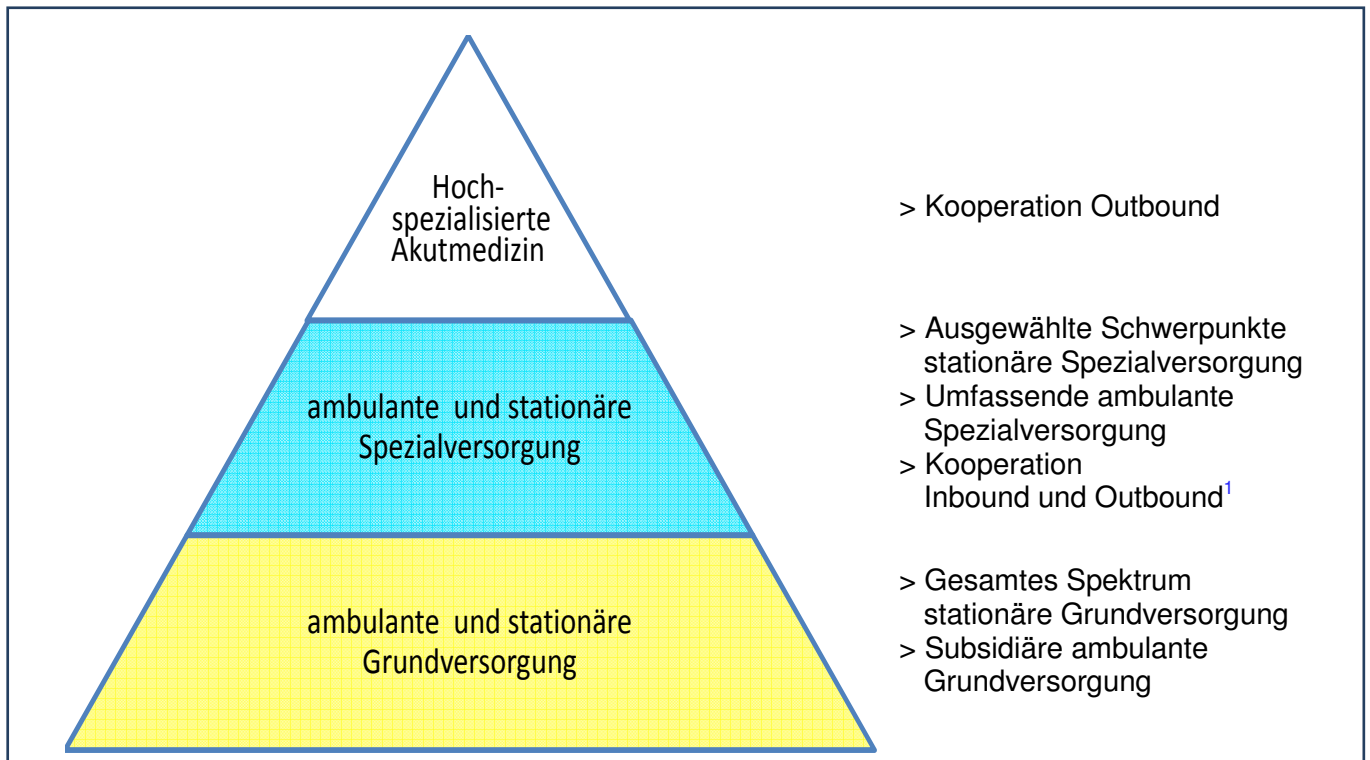 Hoch-
spezialisierte
Akutmedizin
> Kooperation Outbound
ambulante und stationäre
Spezialversorgung
> Ausgewählte Schwerpunkte
stationäre Spezialversorgung
> Umfassende ambulante
Spezialversorgung
> Kooperation
Inbound und Outbound¹
ambulante und stationäre
Grundversorgung
> Gesamtes Spektrum
stationäre Grundversorgung
> Subsidiäre ambulante
Grundversorgung